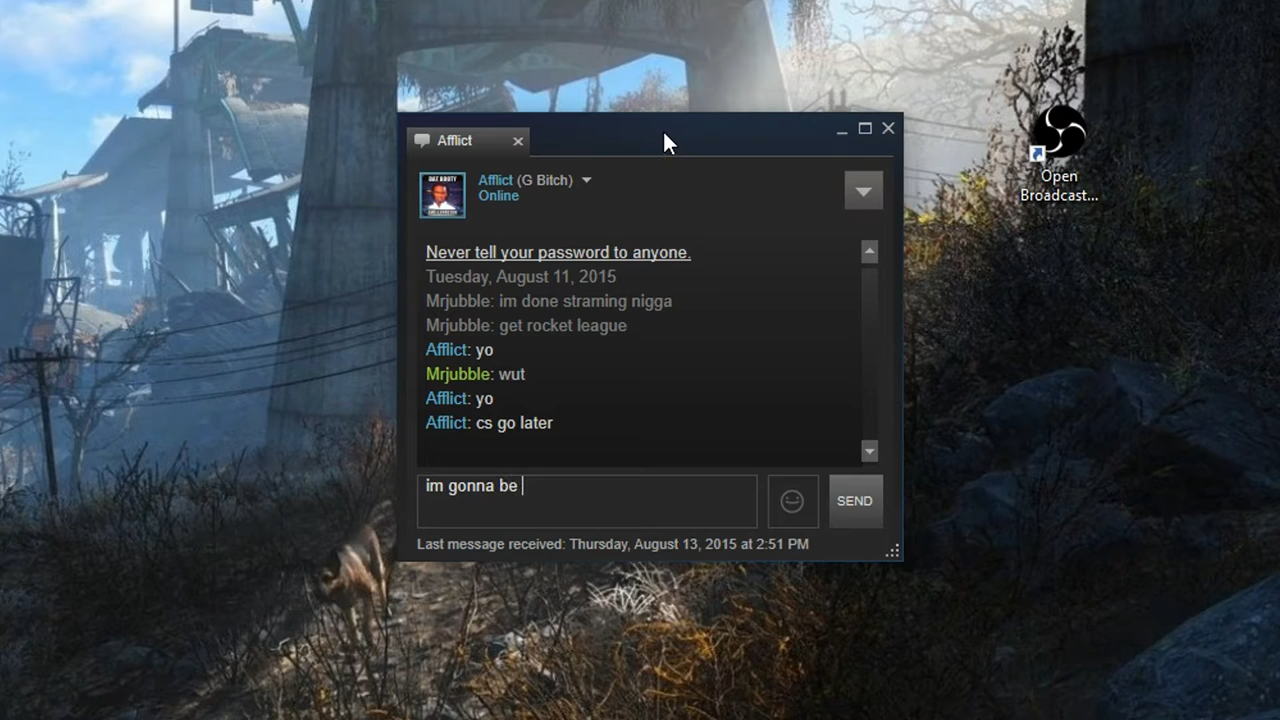 Afflict
Afflict (G Bitch)
Online
Never tell your password to anyone.
Tuesday, August 11, 2015
Mrjubble: im done straming nigga
Mrjubble: get rocket league
Afflict: yo
Mrjubble: wut
Afflict: yo
Afflict: cs go later
im gonna be
SEND
Last message received: Thursday, August 13, 2015 at 2:51 PM
Open
Broadcast...